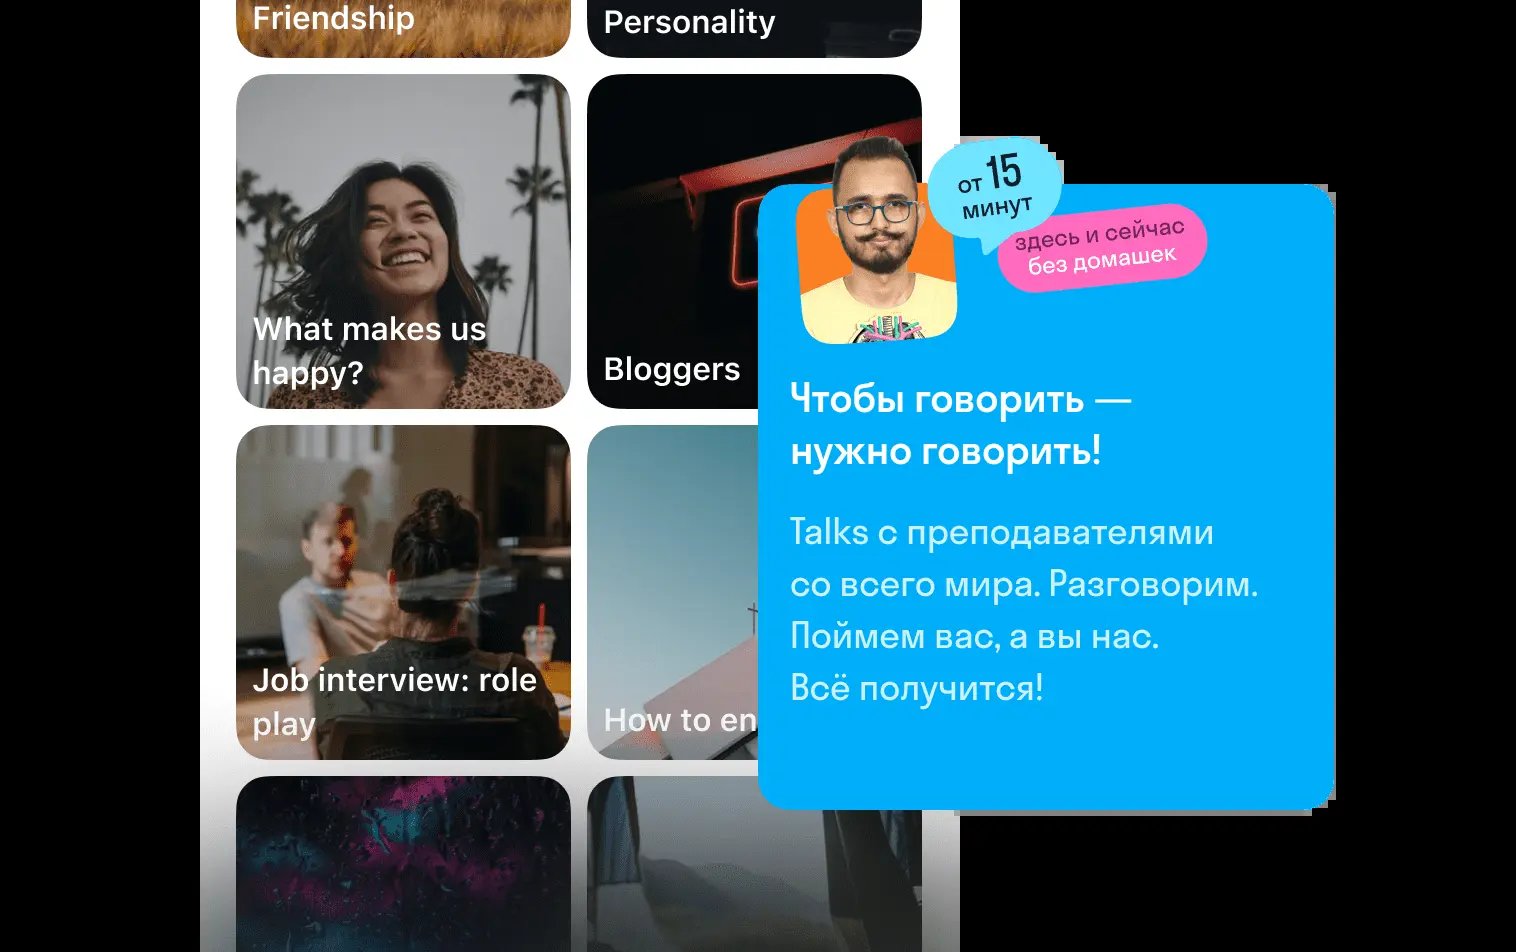 Friendship
Personality
What makes us
happy?
Bloggers
от 15
минут
здесь и сейчас
без домашек
Чтобы говорить —
нужно говорить!
Talks с преподавателями
со всего мира. Разговорим.
Поймем вас, а вы нас.
Всё получится!
Job interview: role
play
How to en